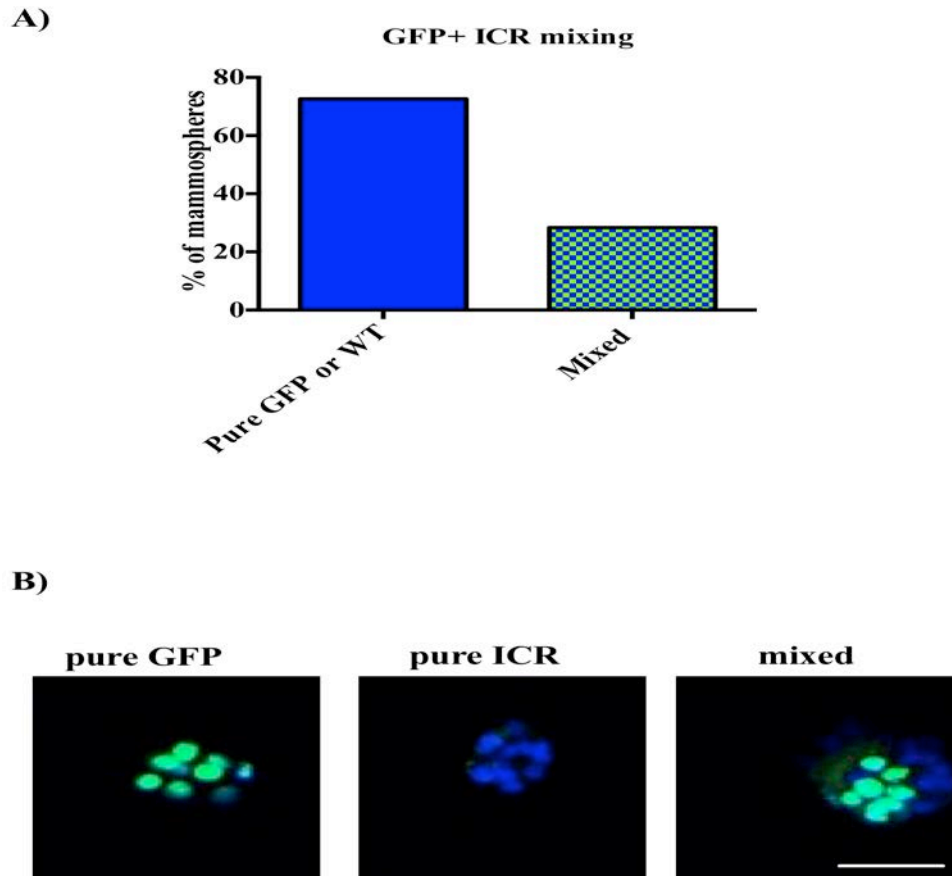 A)
GFP+ ICR mixing
% of mammospheres
80
60
40
20
0
Pure GFP or WT
Mixed
B)
pure GFP
pure ICR
mixed